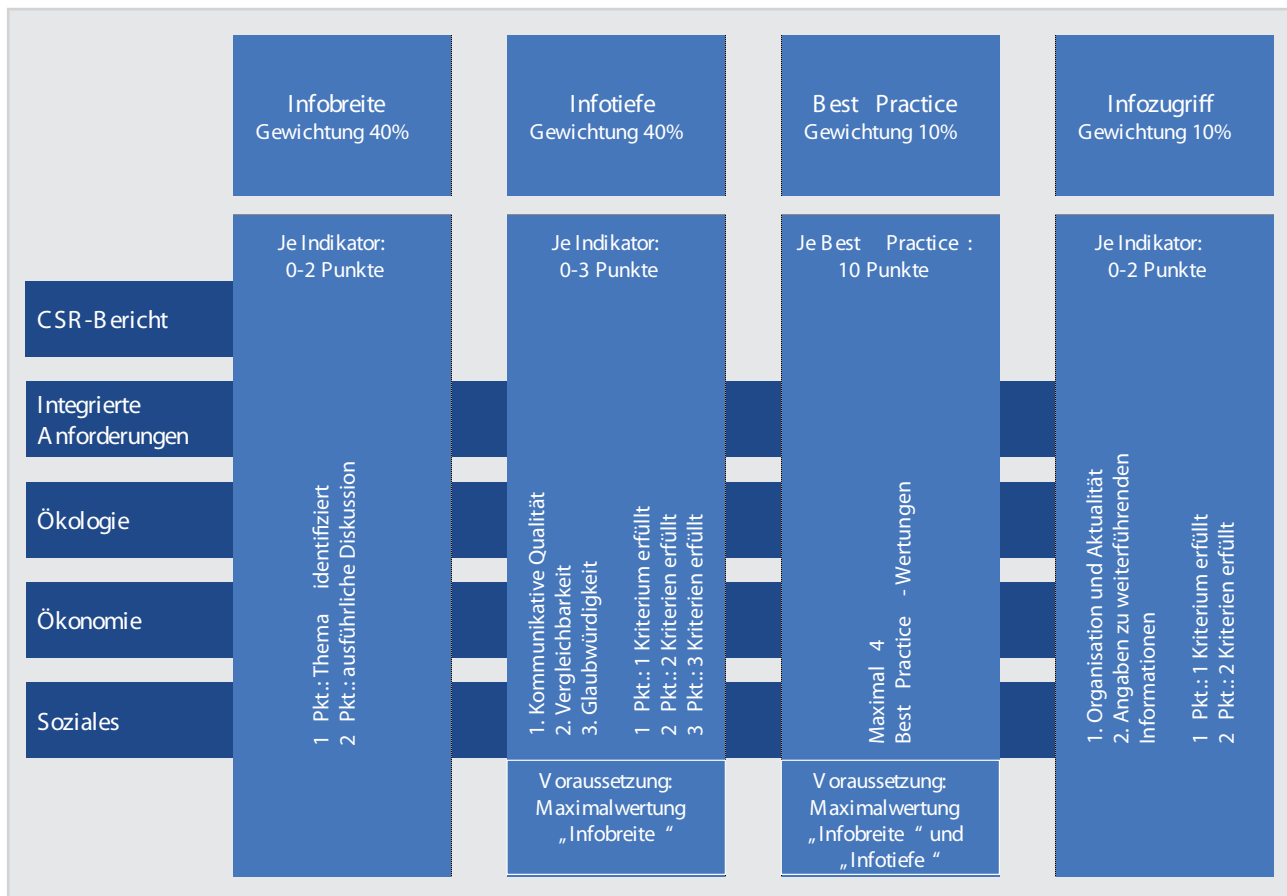 Infobreite
Gewichtung 40%
Infotiefe
Gewichtung 40%
Best Practice
Gewichtung 10%
Infozugriff
Gewichtung 10%
Je Indikator:
0-2 Punkte
Je Indikator:
0-3 Punkte
Je Best Practice :
10 Punkte
Je Indikator:
0-2 Punkte
CSR-Bericht
Integrierte
Anforderungen
Ökologie
Ökonomie
Soziales
1 Pkt.: Thema identifiziert
2 Pkt.: ausführliche Diskussion
1. Kommunikative Qualität
2. Vergleichbarkeit
3. Glaubwürdigkeit
1 Pkt.: 1 Kriterium erfüllt
2 Pkt.: 2 Kriterien erfüllt
3 Pkt.: 3 Kriterien erfüllt
Maximal 4
Best Practice - Wertungen
1. Organisation und Aktualität
2. Angaben zu weiterführenden
Informationen
1 Pkt.: 1 Kriterium erfüllt
2 Pkt.: 2 Kriterien erfüllt
Voraussetzung:
Maximalwertung
„Infobreite “
Voraussetzung:
Maximalwertung
„Infobreite “ und
„Infotiefe “